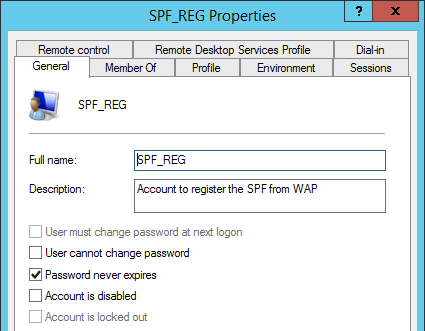 SPF_REG Properties
?
x
Remote control
Remote Desktop Services Profile
Dial-in
General
Member Of
Profile
Environment
Sessions
SPF_REG
Full name:
SPF_REG
Description:
Account to register the SPF from WAP
User must change password at next logon
User cannot change password
Password never expires
Account is disabled
Account is locked out